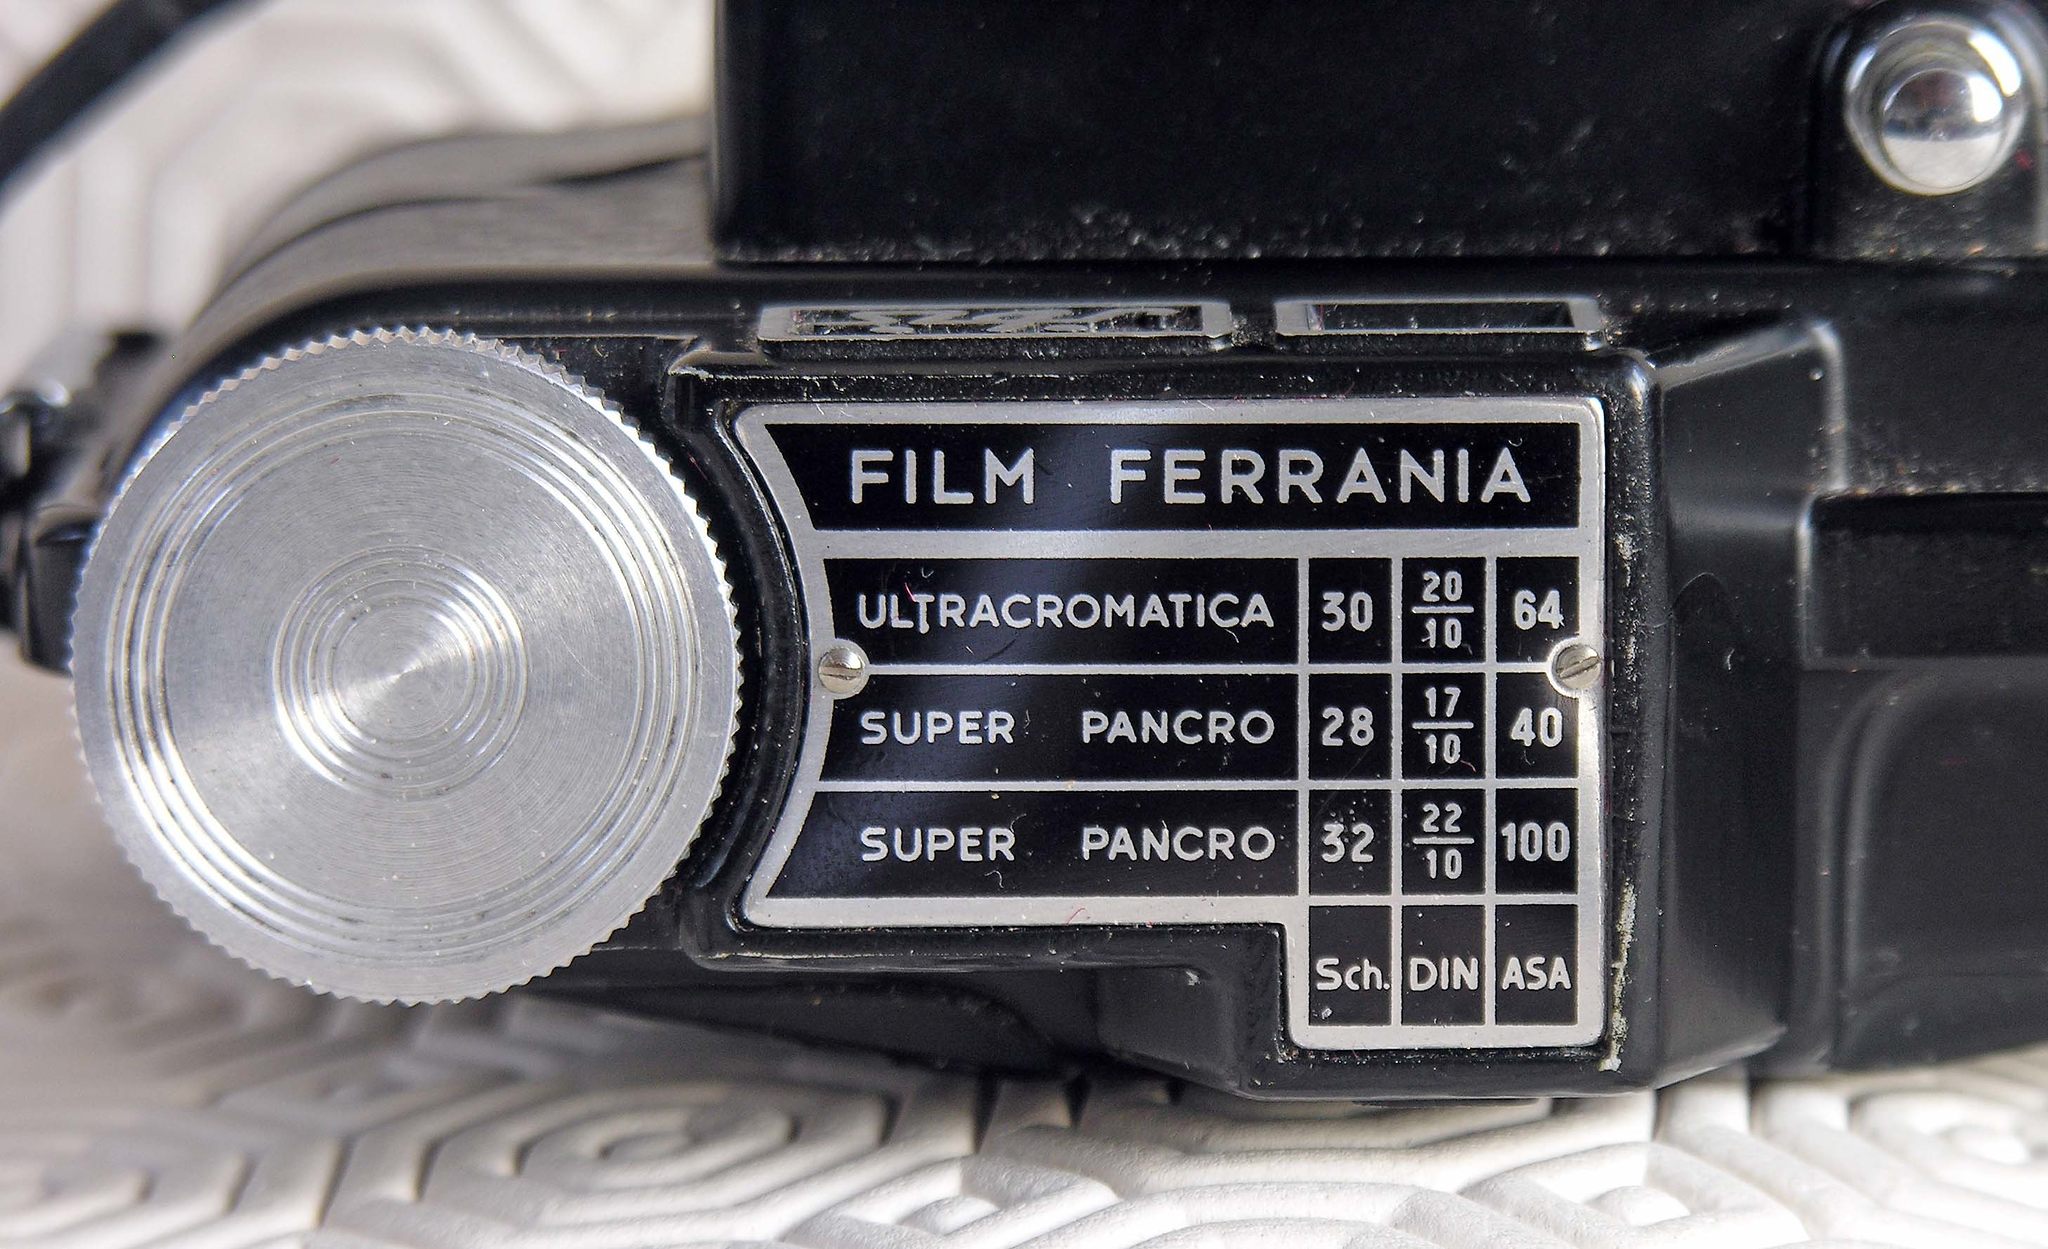 FILM FERRANIA
ULTRACROMATICA 30 20/10 64
SUPER PANCRO 28 17/10 40
SUPER PANCRO 32 22/10 100
Sch. DIN ASA